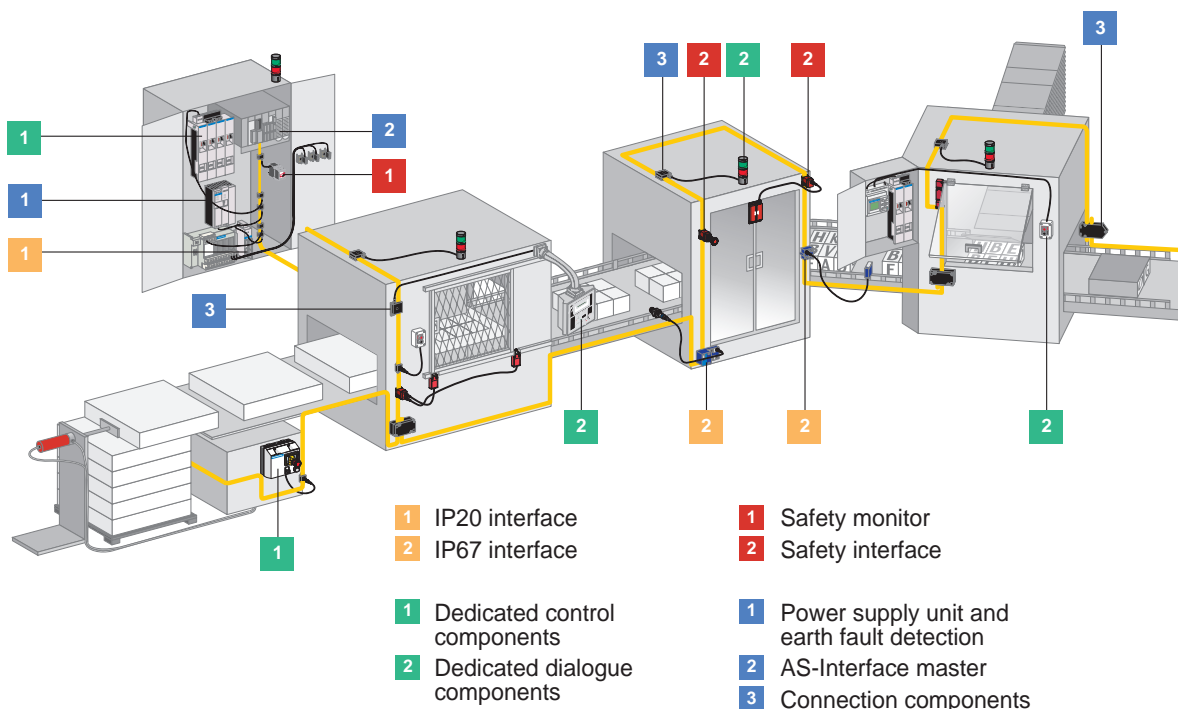 3
3
2
2
2
1
2
1
1
1
3
2
2
2
2
1
1 IP20 interface
2 IP67 interface
1 Safety monitor
2 Safety interface
1 Dedicated control
components
2 Dedicated dialogue
components
1 Power supply unit and
earth fault detection
2 AS-Interface master
3 Connection components